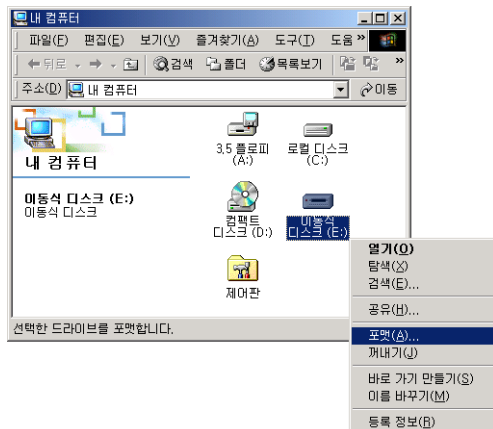 내 컴퓨터
파일(F) 편집(E) 보기(V) 즐겨찾기(A) 도구(T) 도움 »
뒤로 검색 폴더 목록보기 »
주소(D) 내 컴퓨터 이동
내 컴퓨터
이동식 디스크 (E:)
이동식 디스크
3.5 플로피
(A:)
로컬 디스크
(C:)
컴팩트
디스크 (D:)
이동식
디스크 (E:)
제어판
선택한 드라이브를 포맷합니다.
열기(O)
탐색(X)
검색(E)...
공유(H)...
포맷(A)...
꺼내기(J)
바로 가기 만들기(S)
이름 바꾸기(M)
등록 정보(R)